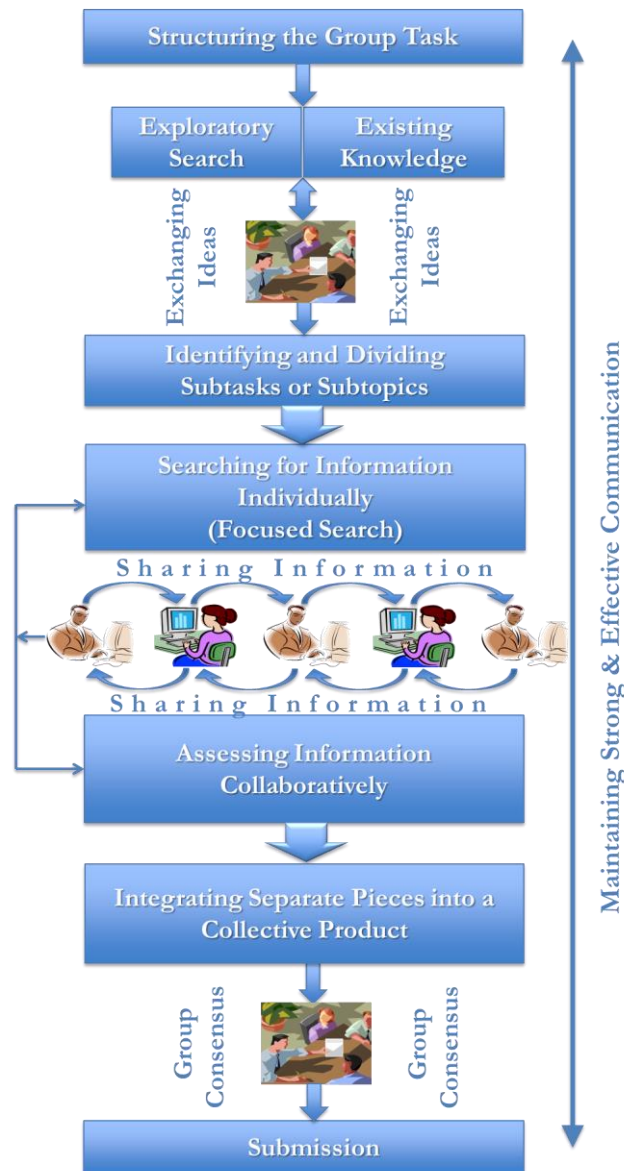 Structuring the Group Task
Exploratory
Search
Existing
Knowledge
Exchanging
Ideas
Exchanging
Ideas
Identifying and Dividing
Subtasks or Subtopics
Searching for Information
Individually
(Focused Search)
Sharing Information
Sharing Information
Assessing Information
Collaboratively
Integrating Separate Pieces into a
Collective Product
Group
Consensus
Group
Consensus
Submission
Maintaining Strong & Effective Communication